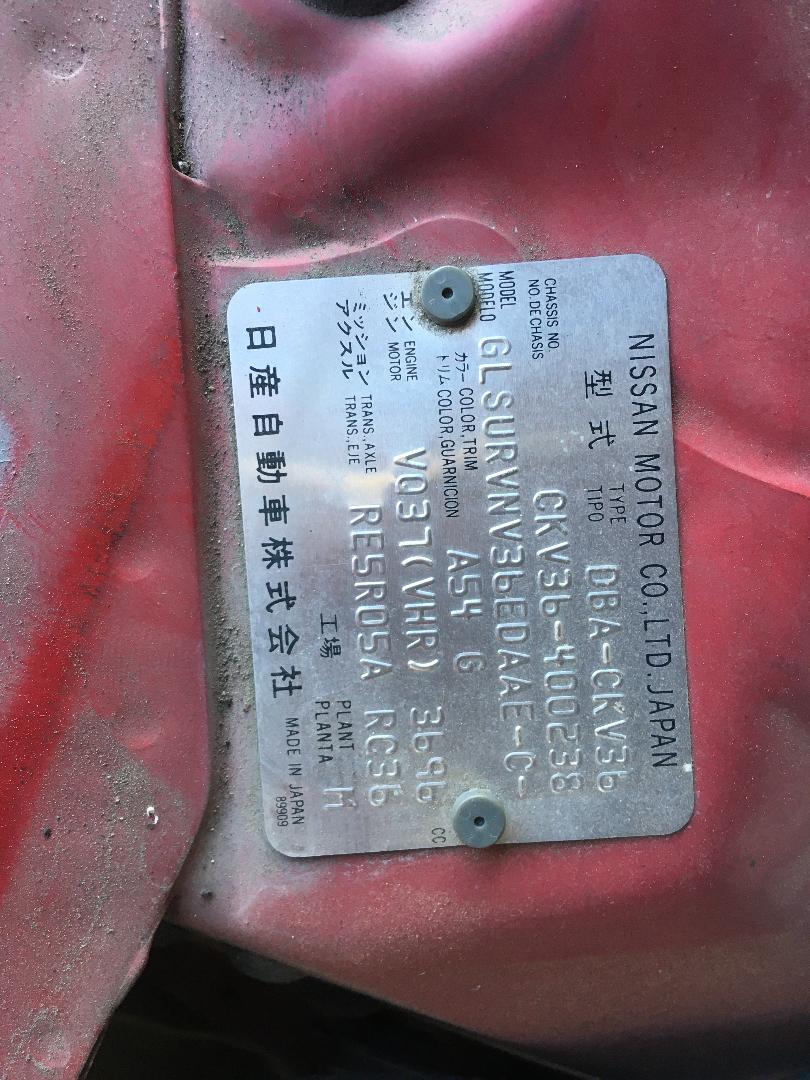 NISSAN MOTOR CO.,LTD.JAPAN
型式 TYPE TIPO DBA-CKV36
CHASSIS NO. NO.DE CHASIS CKV36-400238
MODEL MODELO GLSURVNV36EDAAE-C-
カラー COLOR,TRIM トリム COLOR,GUARNICION A54 G
エンジン ENGINE MOTOR VQ37(VHR) 3696 CC
ミッション TRANS.,AXLE アクスル TRANS.,EJE RE5R05A RC36
工場 PLANT PLANTA M
日産自動車株式会社 MADE IN JAPAN
89909